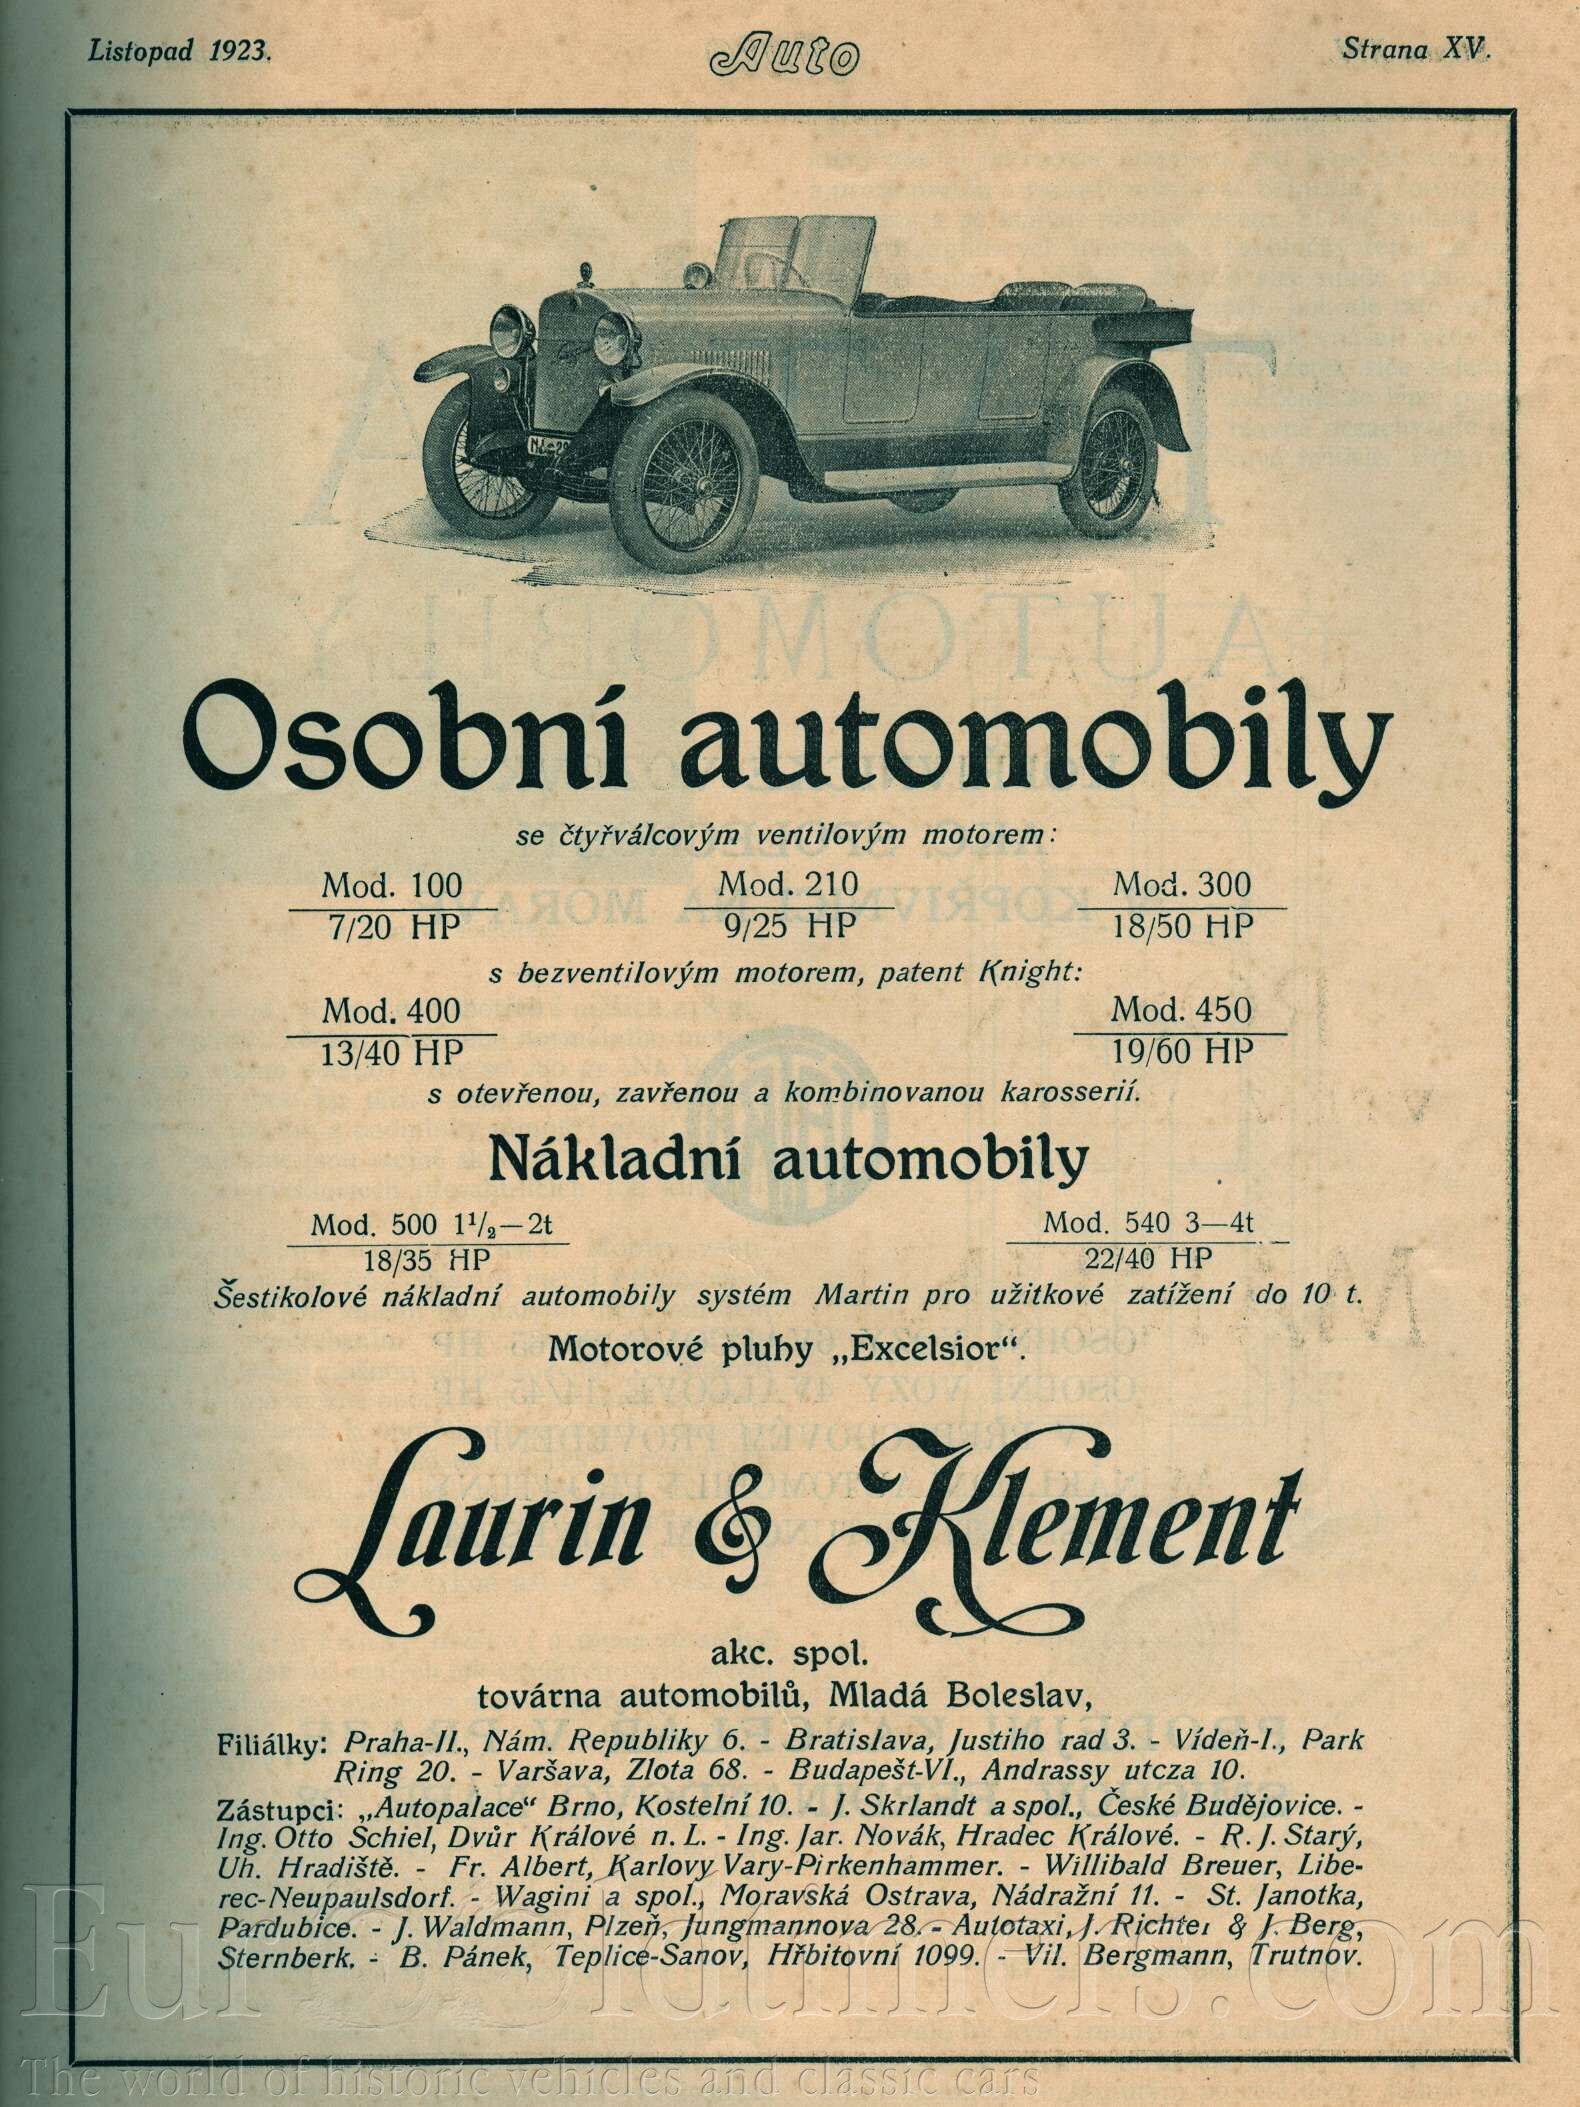 Listopad 1923.
Auto
Strana XV.
Osobní automobily
se čtyřválcovým ventilovým motorem:
Mod. 100 Mod. 210 Mod. 300
7/20 HP 9/25 HP 18/50 HP
s bezventilovým motorem, patent Knight:
Mod. 400 Mod. 450
13/40 HP 19/60 HP
s otevřenou, zavřenou a kombinovanou karosserií.
Nákladní automobily
Mod. 500 1½—2t Mod. 540 3—4t
18/35 HP 22/40 HP
Šestikolové nákladní automobily systém Martin pro užitkové zatížení do 10 t.
Motorové pluhy „Excelsior“.
Laurin & Klement
akc. spol.
továrna automobilů, Mladá Boleslav,
Filiálky: Praha-II., Nám. Republiky 6. - Bratislava, Justiho rad 3. - Vídeň-I., Park
Ring 20. - Varšava, Zlota 68. - Budapešt-VI., Andrassy utcza 10.
Zástupci: „Autopalace“ Brno, Kostelní 10. - J. Skrlandt a spol., České Budějovice. -
Ing. Otto Schiel, Dvůr Králové n. L. - Ing. Jar. Novák, Hradec Králové. - R. J. Starý,
Uh. Hradiště. - Fr. Albert, Karlovy Vary-Pirkenhammer. - Willibald Breuer, Libe-
rec-Neupaulsdorf. - Wagini a spol., Moravská Ostrava, Nádražní 11. - St. Janotka,
Pardubice. - J. Waldmann, Plzeň, Jungmannova 28. - Autotaxi, J. Richter & J. Berg,
Sternberk. - B. Pánek, Teplice-Sanov, Hřbitovní 1099. - Vil. Bergmann, Trutnov.
The world of historic vehicles and classic cars